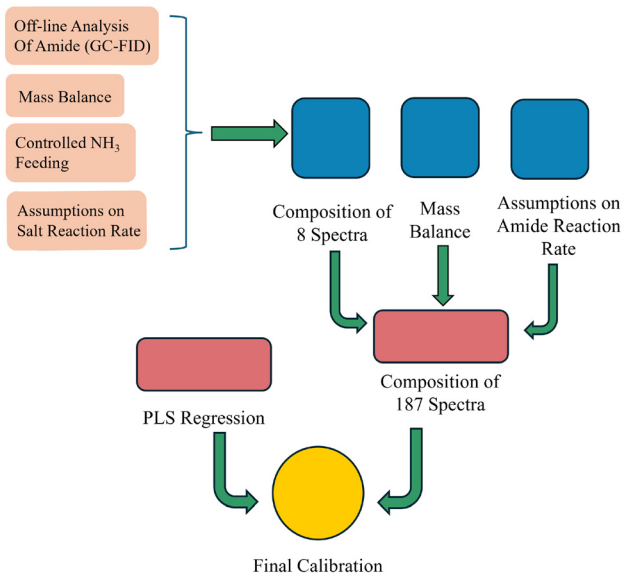 Off-line Analysis
Of Amide (GC-FID)
Mass Balance
Controlled NH₃
Feeding
Assumptions on
Salt Reaction Rate
Composition of
8 Spectra
Mass
Balance
Assumptions on
Amide Reaction
Rate
Composition of
187 Spectra
PLS Regression
Final Calibration